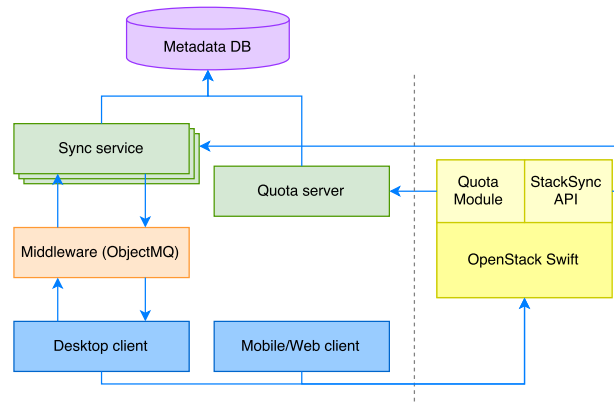 Metadata DB
Sync service
Quota server
Quota
Module
StackSync
API
Middleware (ObjectMQ)
OpenStack Swift
Desktop client
Mobile/Web client